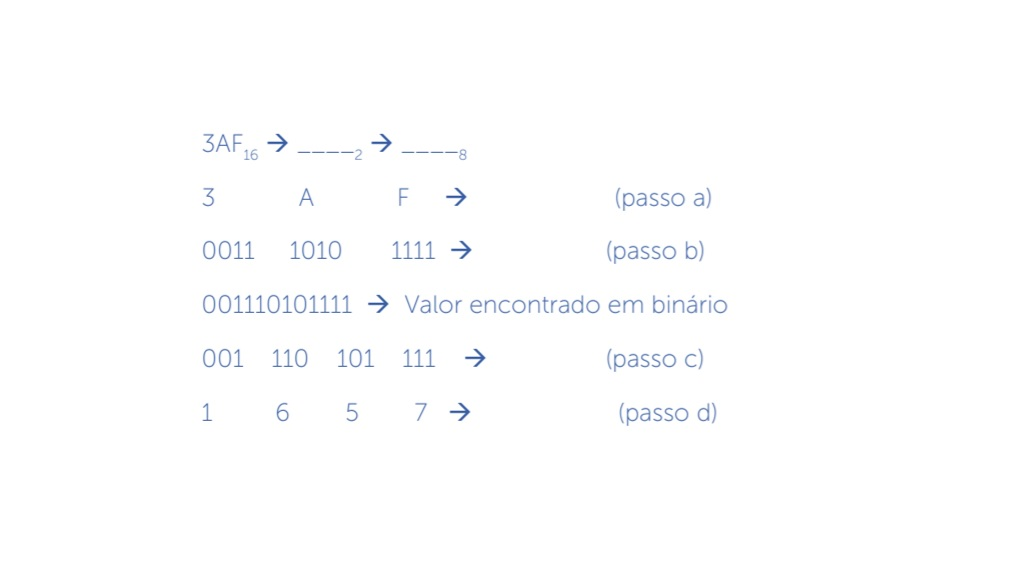 3AF16 → ____2 → ____8
3 A F → (passo a)
0011 1010 1111 → (passo b)
001110101111 → Valor encontrado em binário
001 110 101 111 → (passo c)
1 6 5 7 → (passo d)